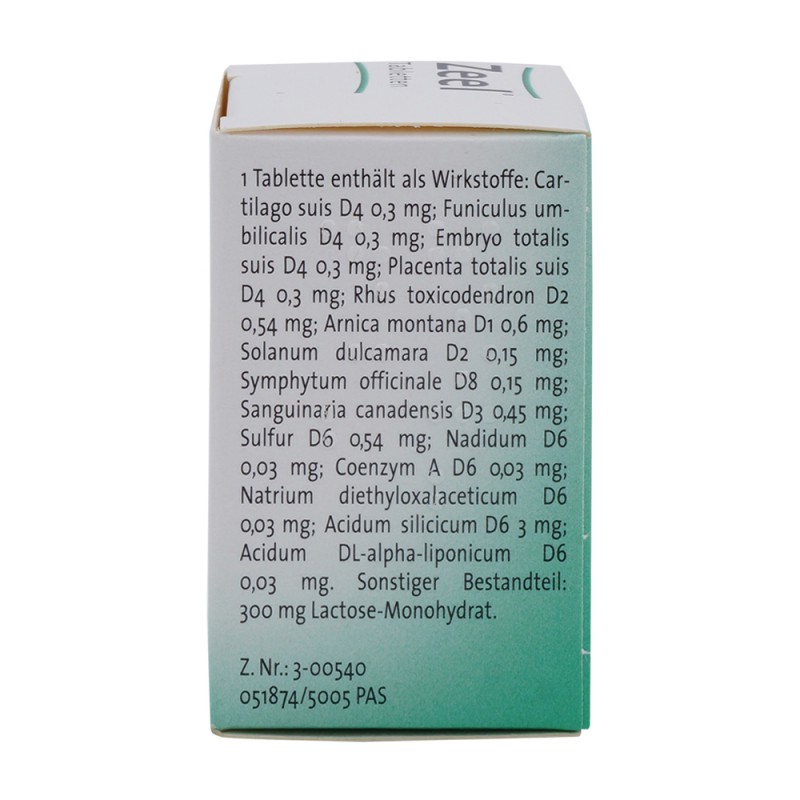 Zeel
Tabletten
1 Tablette enthält als Wirkstoffe: Car-
tilago suis D4 0,3 mg; Funiculus um-
bilicalis D4 0,3 mg; Embryo totalis
suis D4 0,3 mg; Placenta totalis suis
D4 0,3 mg; Rhus toxicodendron D2
0,54 mg; Arnica montana D1 0,6 mg;
Solanum dulcamara D2 0,15 mg;
Symphytum officinale D8 0,15 mg;
Sanguinaria canadensis D3 0,45 mg;
Sulfur D6 0,54 mg; Nadidum D6
0,03 mg; Coenzym A D6 0,03 mg;
Natrium diethyloxalaceticum D6
0,03 mg; Acidum silicicum D6 3 mg;
Acidum DL-alpha-liponicum D6
0,03 mg. Sonstiger Bestandteil:
300 mg Lactose-Monohydrat.
Z. Nr.: 3-00540
051874/5005 PAS